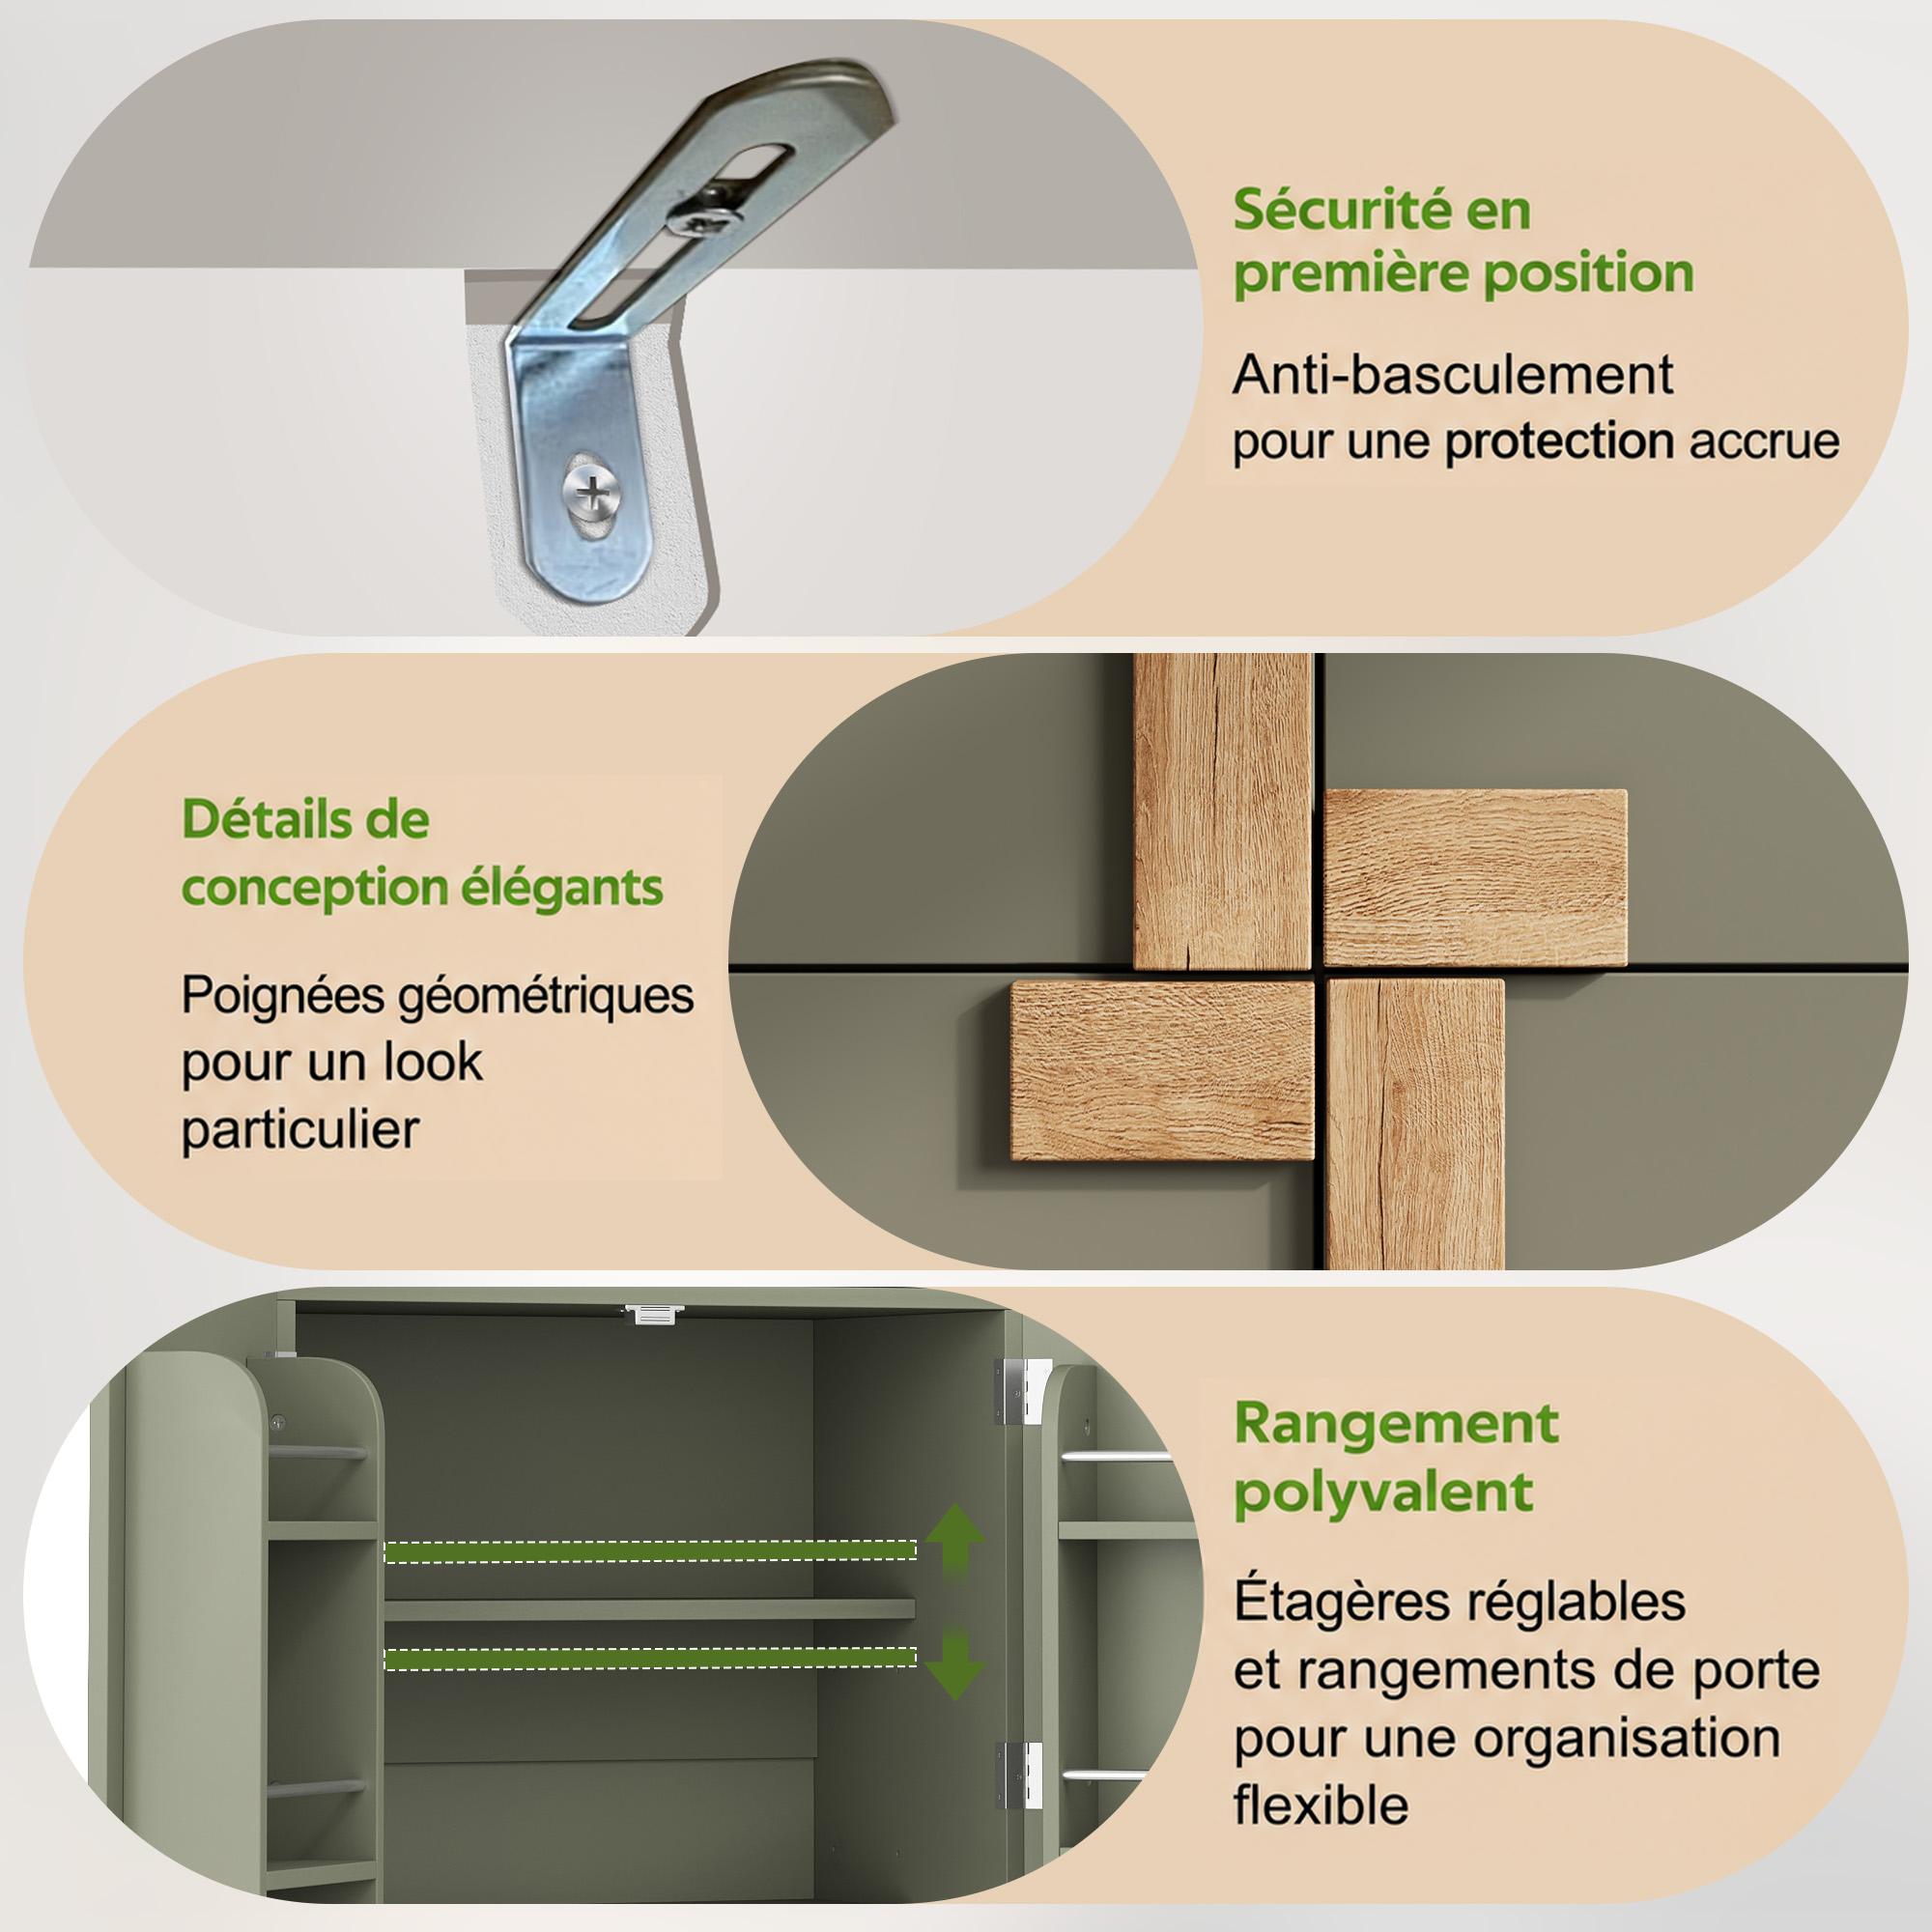 Sécurité en
première position
Anti-basculement
pour une protection accrue
Détails de
conception élégants
Poignées géométriques
pour un look
particulier
Rangement
polyvalent
Étagères réglables
et rangements de porte
pour une organisation
flexible